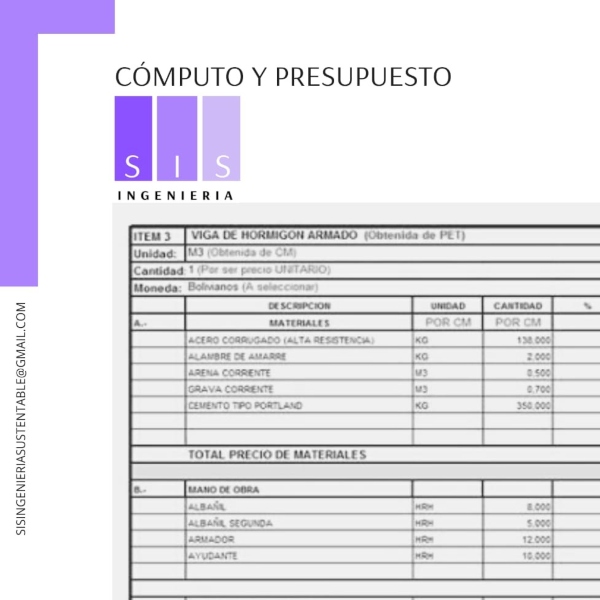 CÓMPUTO Y PRESUPUESTO
SIS
INGENIERIA
SISINGENIERIASUSTENTABLE@GMAIL.COM
ITEM 3 VIGA DE HORMIGON ARMADO (Obtenida de PET)
Unidad: M3 (Obtenida de CM)
Cantidad: 1 (Por ser precio UNITARIO)
Moneda: Bolivianos (A seleccionar)
DESCRIPCION UNIDAD CANTIDAD %
A.- MATERIALES POR CM POR CM
ACERO CORRUGADO (ALTA RESISTENCIA) KG 138,000
ALAMBRE DE AMARRE KG 2,000
ARENA CORRIENTE M3 0,500
GRAVA CORRIENTE M3 0,700
CEMENTO TIPO PORTLAND KG 350,000
TOTAL PRECIO DE MATERIALES
B.- MANO DE OBRA
ALBAÑIL HRH 8,000
ALBAÑIL SEGUNDA HRH 5,000
ARMADOR HRH 12,000
AYUDANTE HRH 10,000